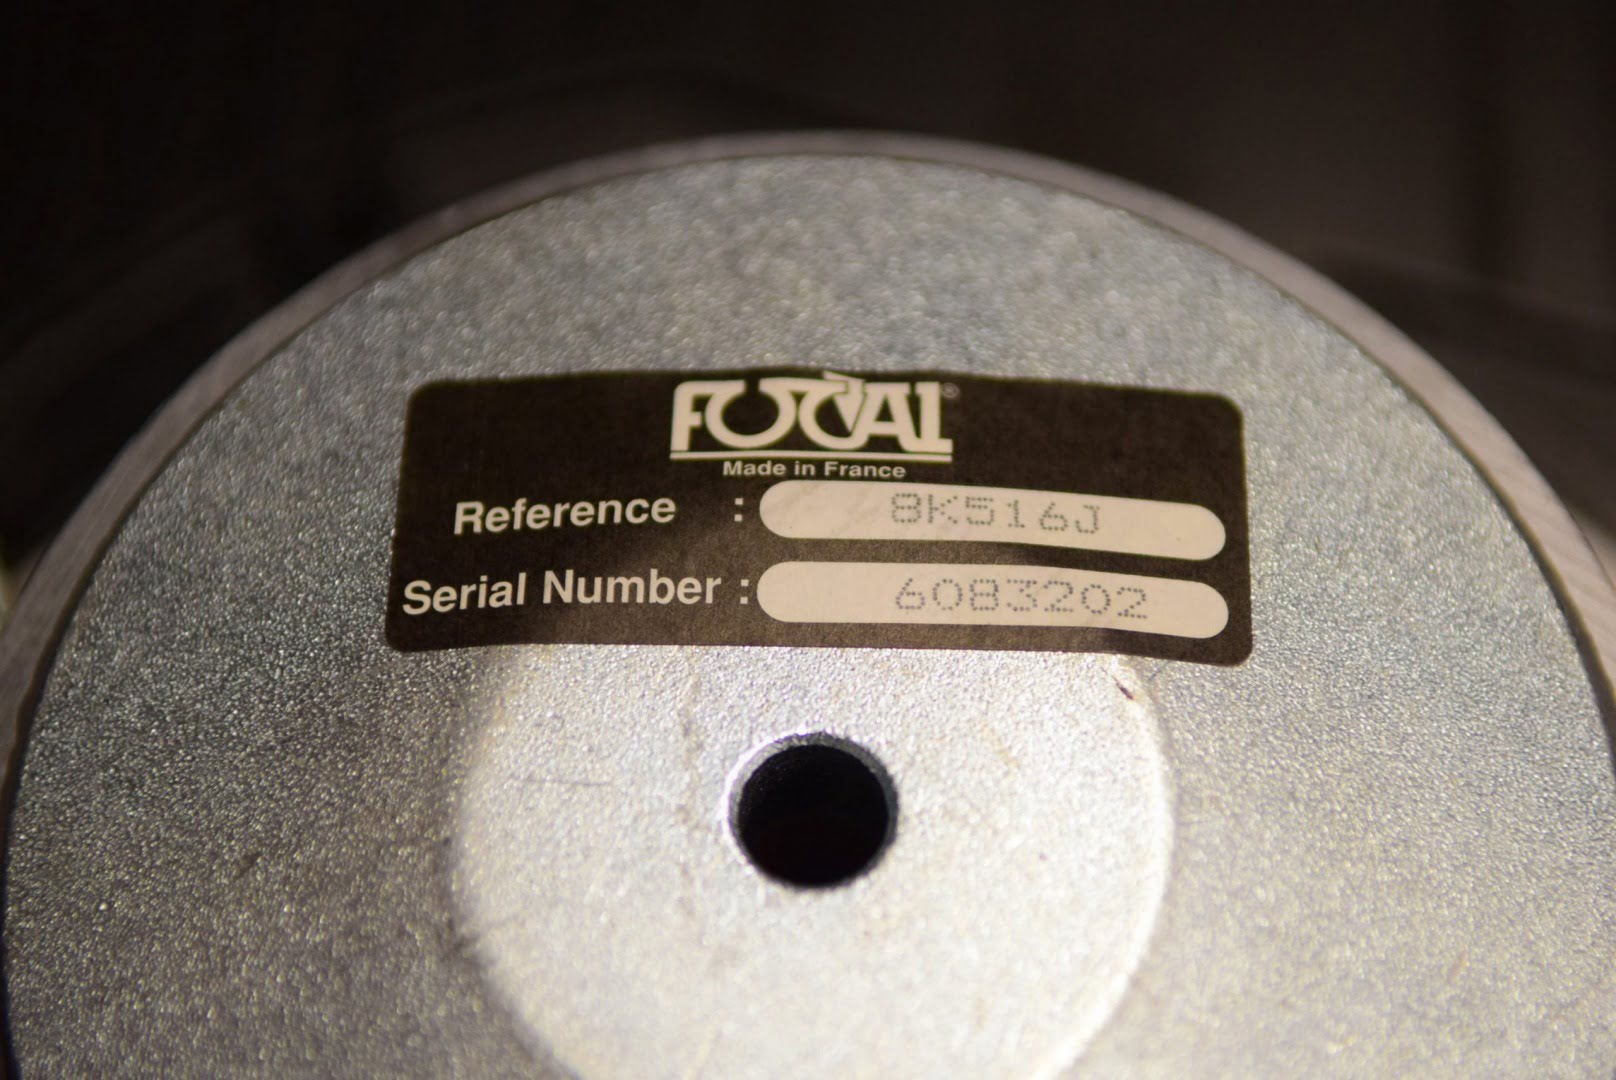 FOCAL®
Made in France
Reference : 8K516J
Serial Number : 6083202